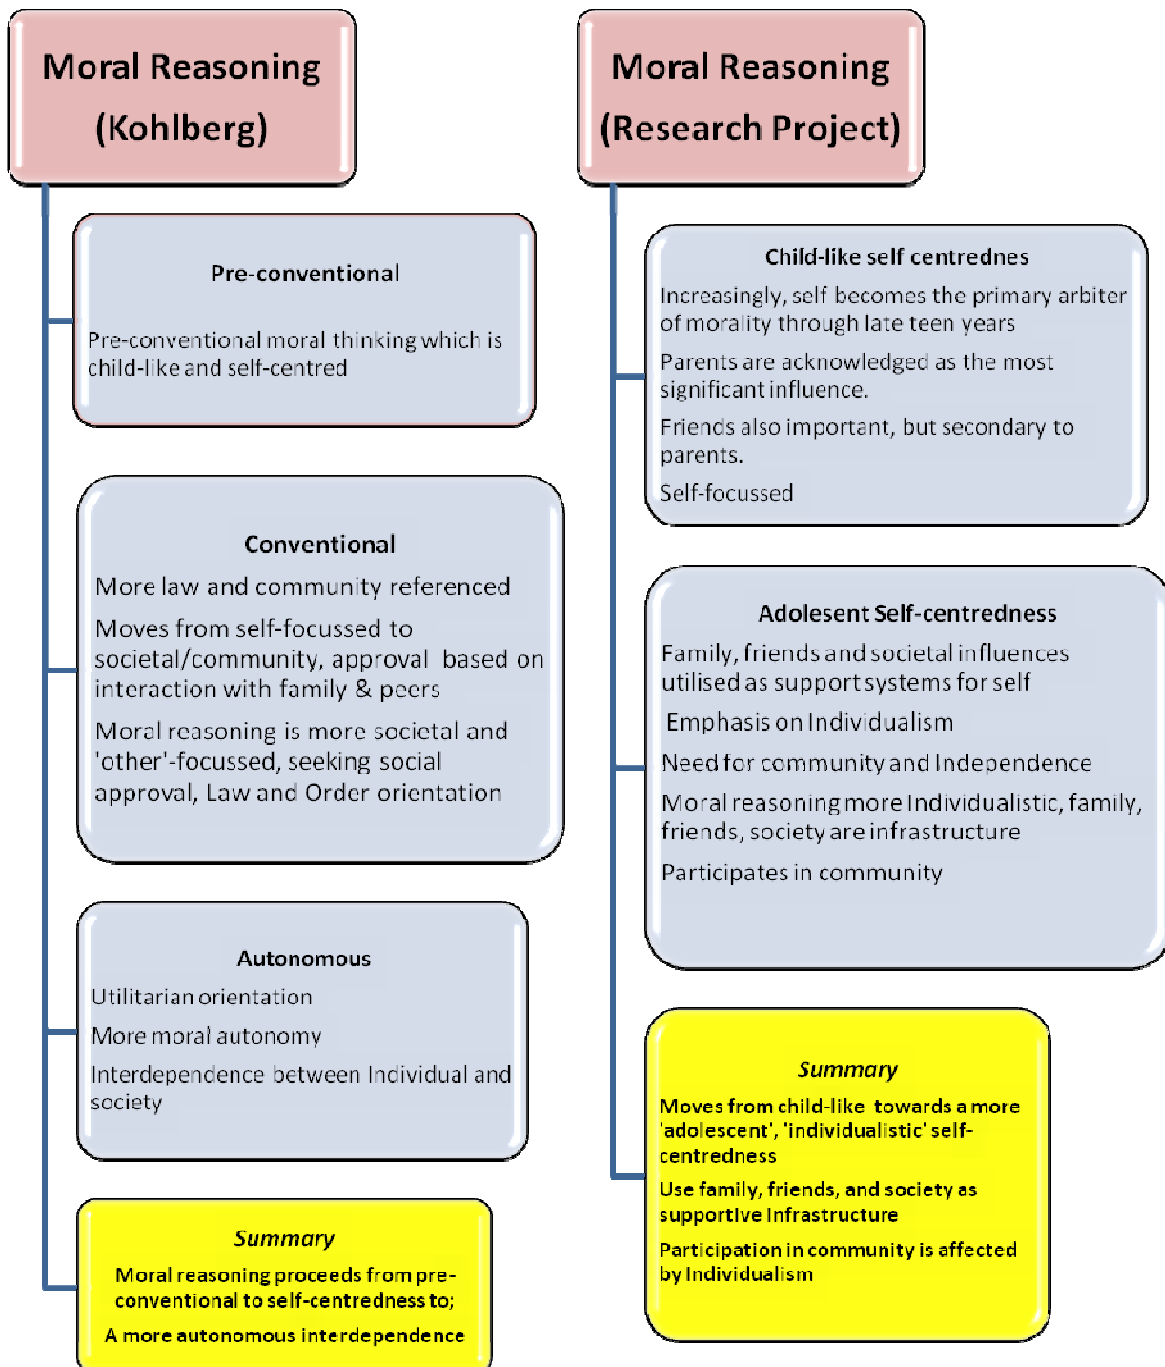 Moral Reasoning
(Kohlberg)
Pre-conventional
Pre-conventional moral thinking which is
child-like and self-centred
Conventional
More law and community referenced
Moves from self-focussed to
societal/community, approval based on
interaction with family & peers
Moral reasoning is more societal and
'other'-focussed, seeking social
approval, Law and Order orientation
Autonomous
Utilitarian orientation
More moral autonomy
Interdependence between Individual and
society
Summary
Moral reasoning proceeds from pre-
conventional to self-centredness to;
A more autonomous interdependence
Moral Reasoning
(Research Project)
Child-like self centrednes
Increasingly, self becomes the primary arbiter
of morality through late teen years
Parents are acknowledged as the most
significant influence.
Friends also important, but secondary to
parents.
Self-focussed
Adolesent Self-centredness
Family, friends and societal influences
utilised as support systems for self
Emphasis on Individualism
Need for community and Independence
Moral reasoning more Individualistic, family,
friends, society are infrastructure
Participates in community
Summary
Moves from child-like towards a more
'adolescent', 'individualistic' self-
centredness
Use family, friends, and society as
supportive Infrastructure
Participation in community is affected
by Individualism